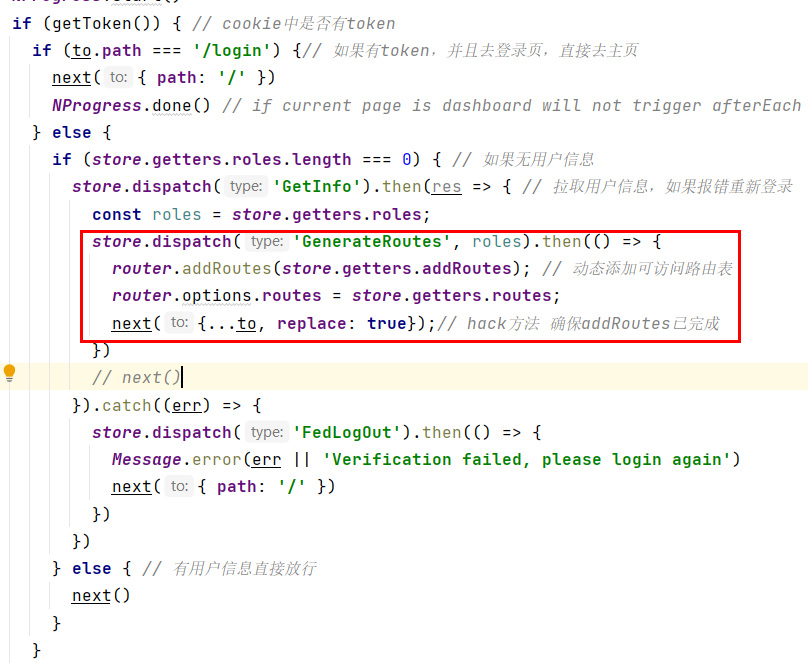 NProgress.start()
if (getToken()) { // cookie中是否有token
if (to.path === '/login') {// 如果有token，并且去登录页，直接去主页
next( to: { path: '/' })
NProgress.done() // if current page is dashboard will not trigger afterEach
} else {
if (store.getters.roles.length === 0) { // 如果无用户信息
store.dispatch( type: 'GetInfo').then(res => { // 拉取用户信息，如果报错重新登录
const roles = store.getters.roles;
store.dispatch( type: 'GenerateRoutes', roles).then(() => {
router.addRoutes(store.getters.addRoutes); // 动态添加可访问路由表
router.options.routes = store.getters.routes;
next( to: {...to, replace: true});// hack方法 确保addRoutes已完成
})
// next()
}).catch((err) => {
store.dispatch( type: 'FedLogOut').then(() => {
Message.error(err || 'Verification failed, please login again')
next( to: { path: '/' })
})
})
} else { // 有用户信息直接放行
next()
}
}